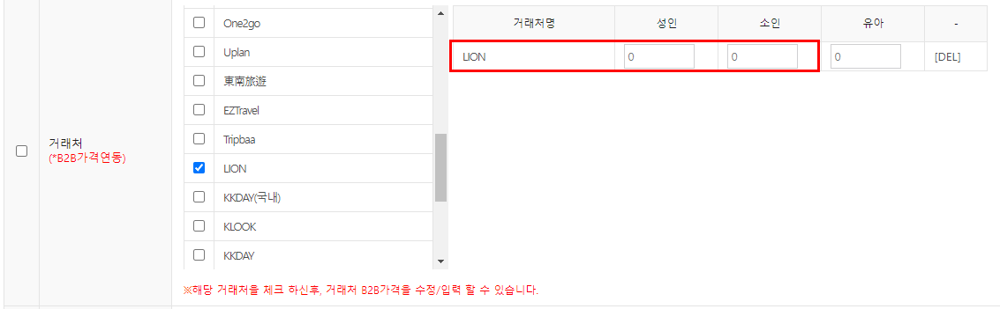 거래처
(*B2B가격연동)
One2go
Uplan
東南旅遊
EZTravel
Tripbaa
LION
KKDAY(국내)
KLOOK
KKDAY
거래처명 성인 소인 유아 -
LION 0 0 0 [DEL]
※해당 거래처을 체크 하신후, 거래처 B2B가격을 수정/입력 할 수 있습니다.